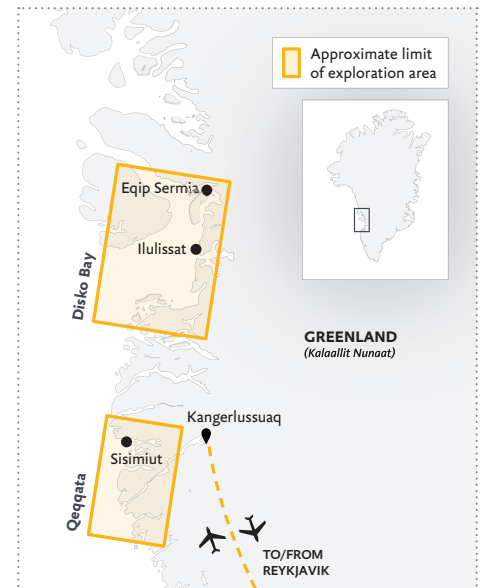 Approximate limit
of exploration area
Eqip Sermia
Ilulissat
Disko Bay
GREENLAND
(Kalaallit Nunaat)
Kangerlussuaq
Sisimiut
Qeqqata
TO/FROM
REYKJAVIK